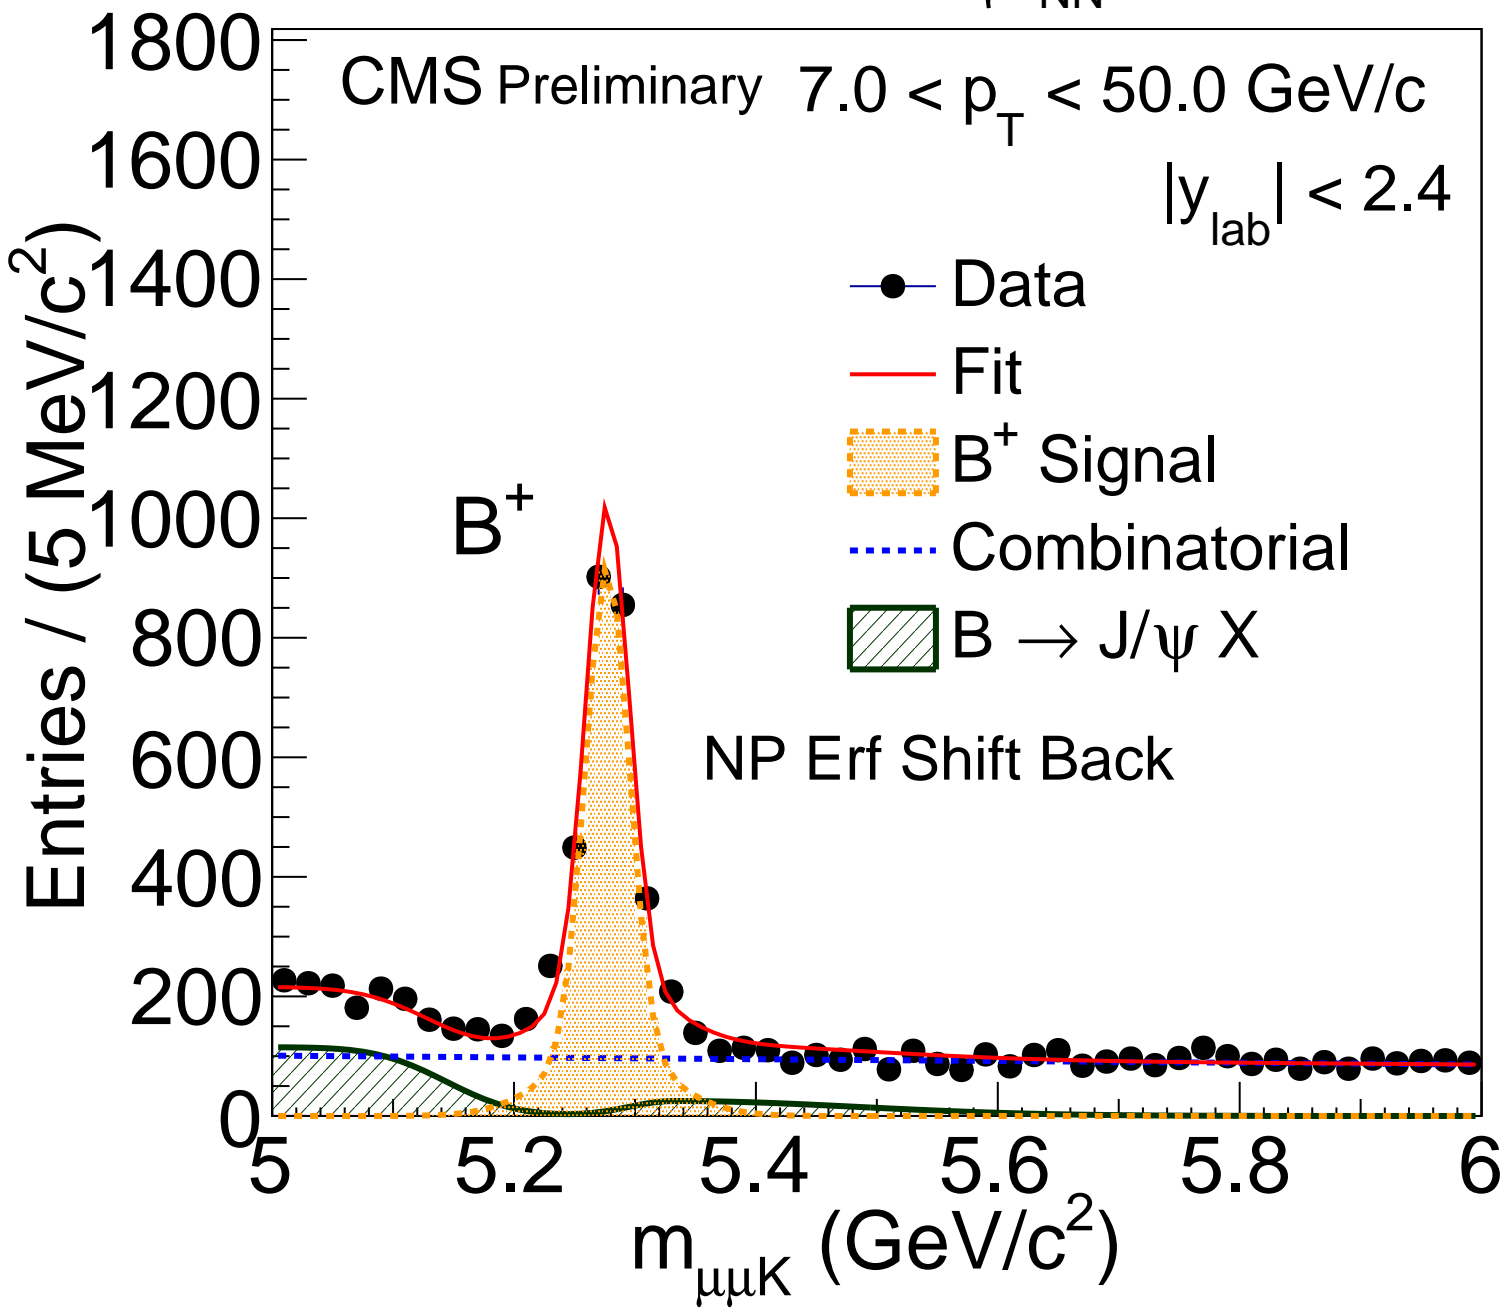 NN
1800
CMS Preliminary 7.0 < p_T < 50.0 GeV/c
1600
|y_lab| < 2.4
1400
Data
Fit
1200
B⁺ Signal
1000
B⁺
Combinatorial
800
B → J/ψ X
600
NP Erf Shift Back
400
200
0
Entries / (5 MeV/c²)
5 5.2 5.4 5.6 5.8 6
m_μμK (GeV/c²)